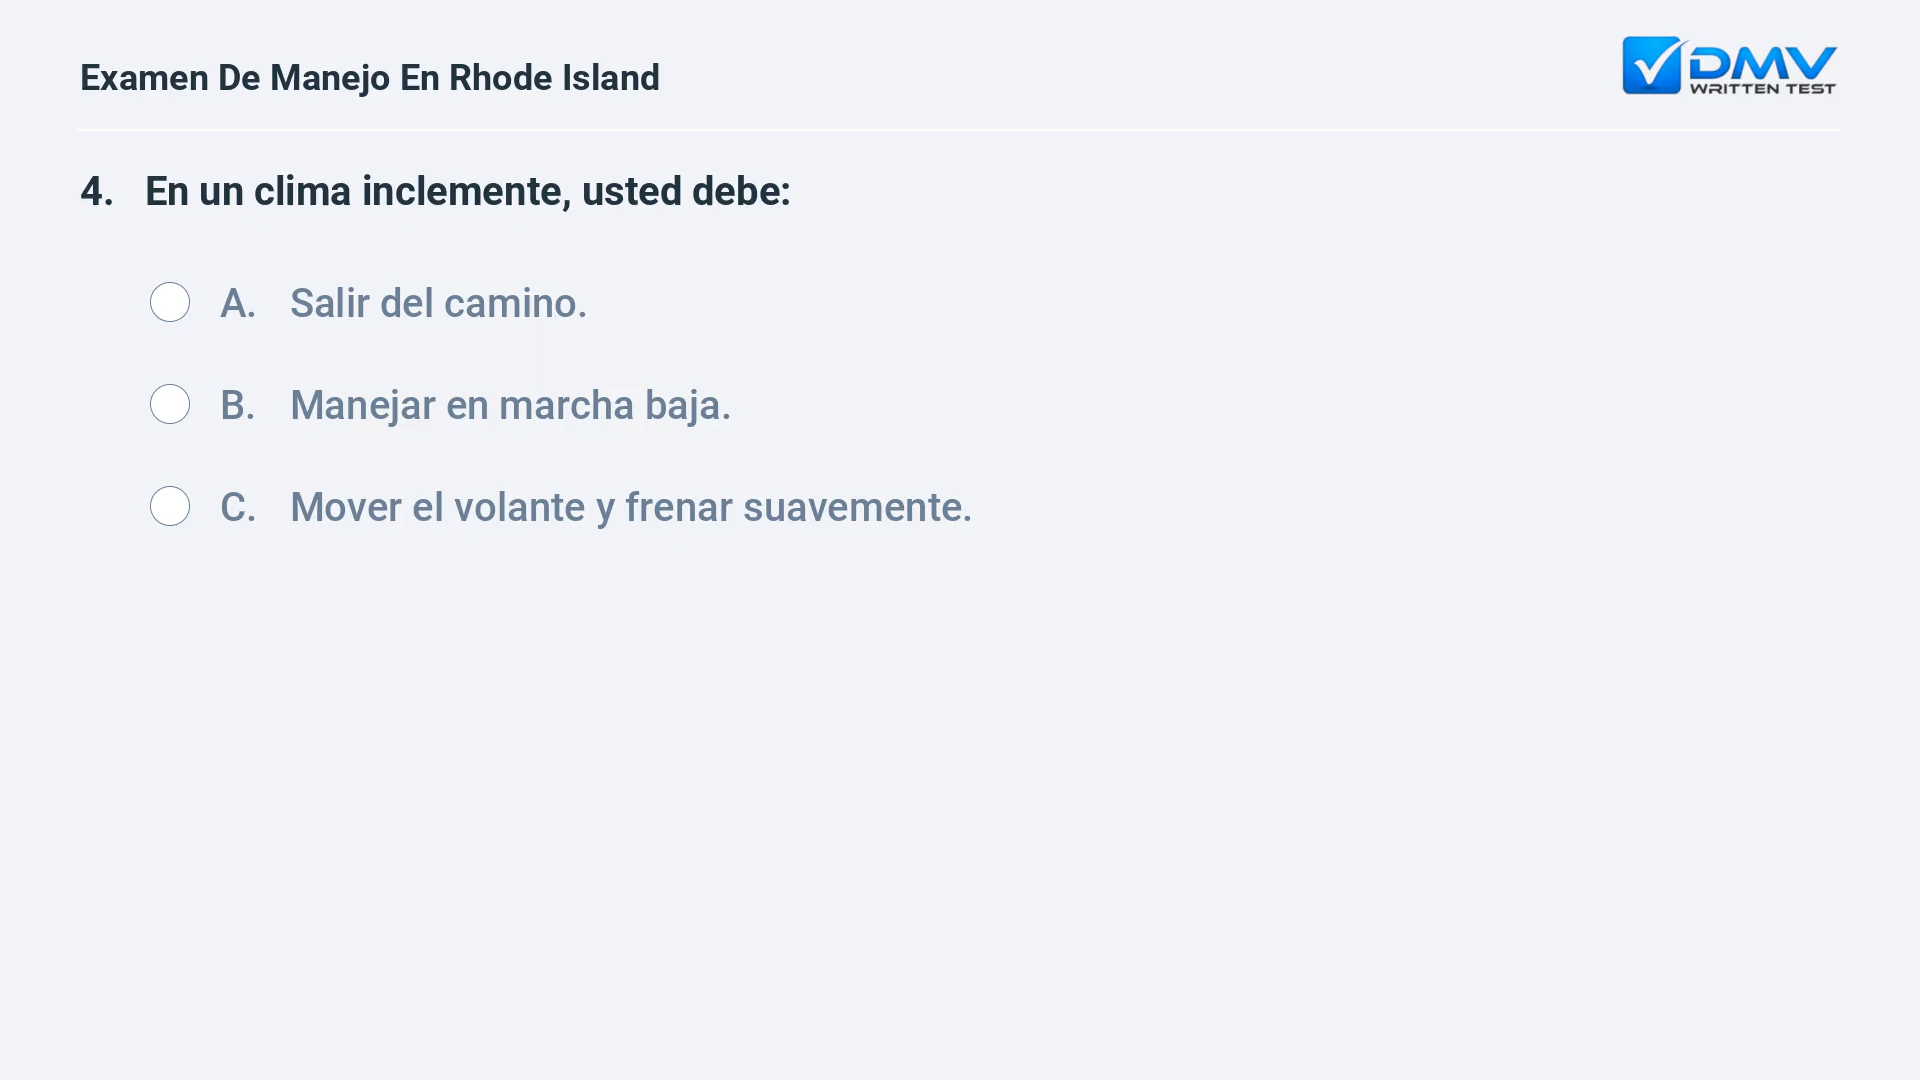 Examen De Manejo En Rhode Island
DMV
WRITTEN TEST
4. En un clima inclemente, usted debe:
A. Salir del camino.
B. Manejar en marcha baja.
C. Mover el volante y frenar suavemente.